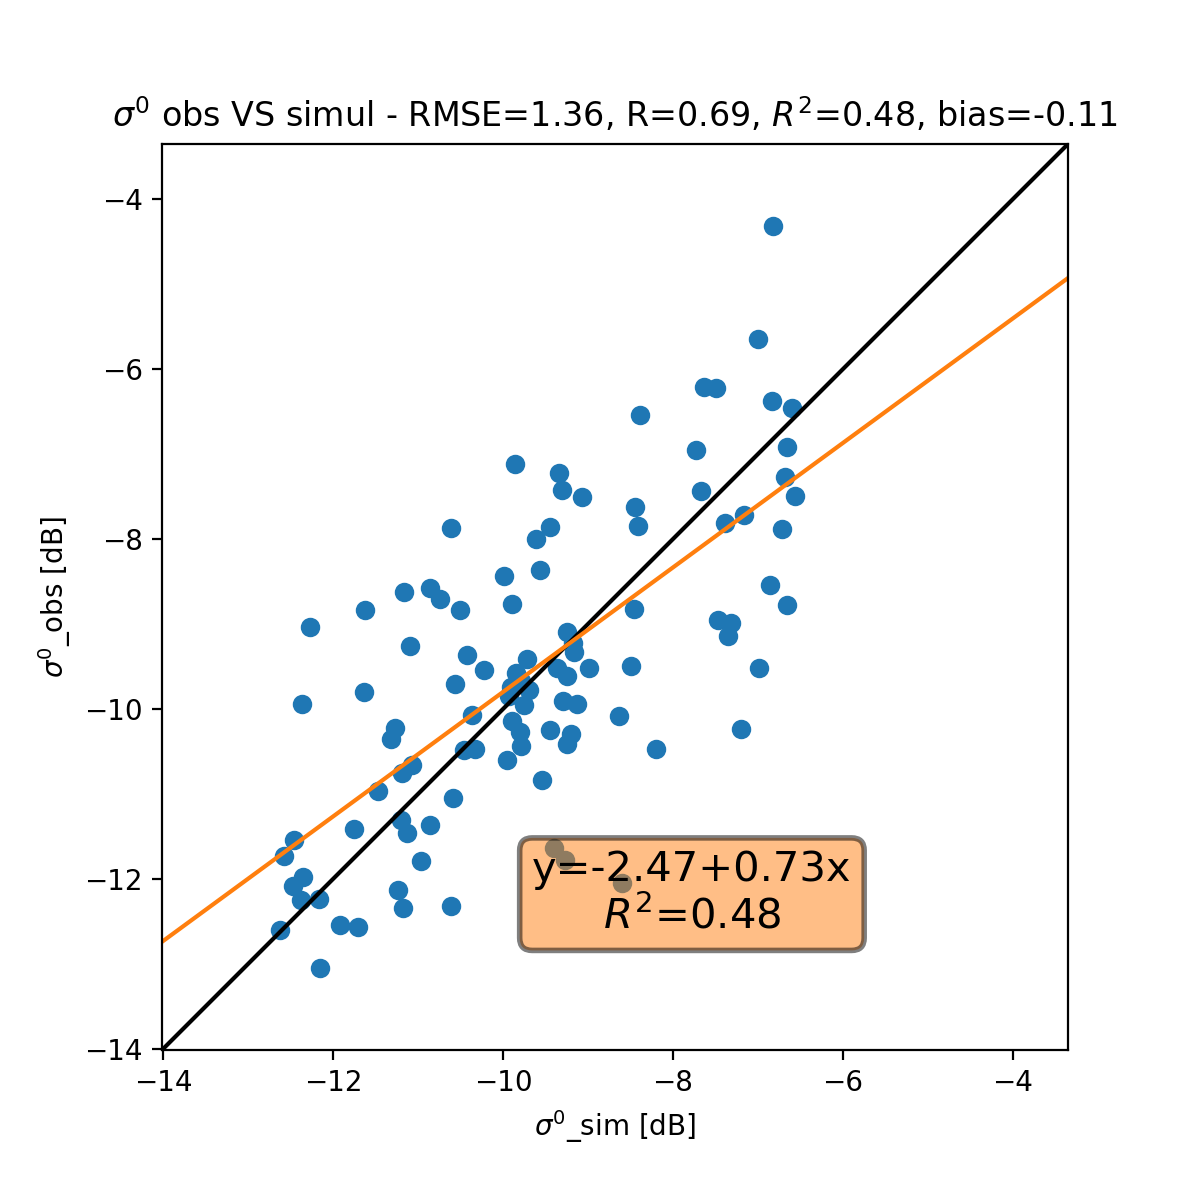 σ⁰ obs VS simul - RMSE=1.36, R=0.69, R²=0.48, bias=-0.11
−4
−6
−8
−10
−12
−14
σ⁰_obs [dB]
y=-2.47+0.73x
R²=0.48
−14 −12 −10 −8 −6 −4
σ⁰_sim [dB]